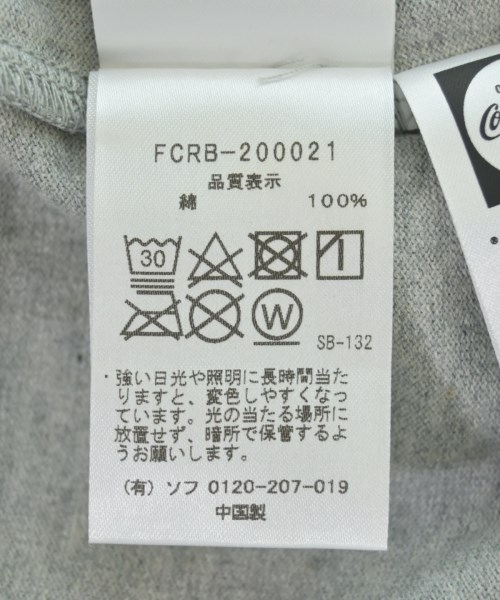 FCRB-200021
品質表示
綿 100%
30
W
SB-132
・強い日光や照明に長時間当た
りますと、変色しやすくなっ
ています。光の当たる場所に
放置せず、暗所で保管するよ
うお願いします。
(有) ソフ 0120-207-019
中国製